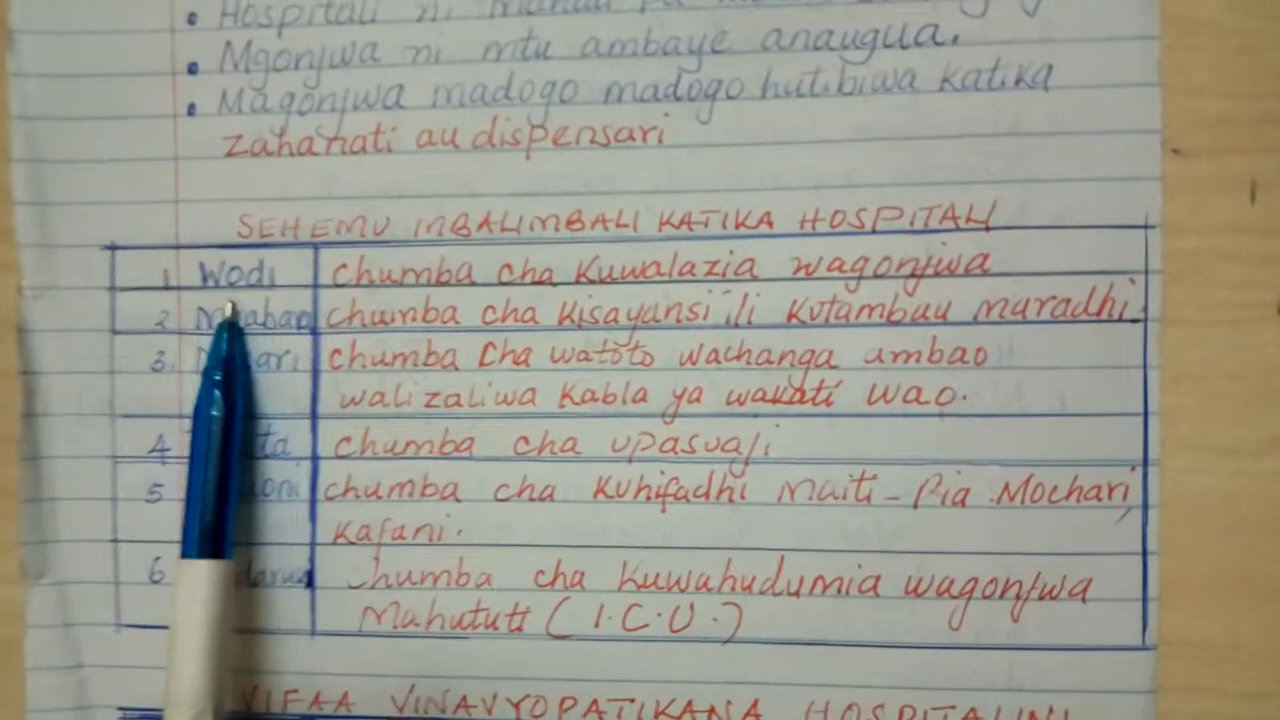 • Hospitali ni
• Mgonjwa ni mtu ambaye anaugua.
• Magonjwa madogo madogo hutibiwa katika
zahanati au dispensari
SEHEMU MBALIMBALI KATIKA HOSPITALI
1 Wodi chumba cha Kuwalazia wagonjwa
2 chumba cha Kisayansi ili Kutambuu maradhi.
3. chumba Cha watoto wachanga ambao
walizaliwa Kabla ya wakati wao.
4 chumba cha upasuaji
5 chumba cha Kuhifadhi Maiti - Pia Mochari,
Kafani.
6 chumba cha Kuwahudumia wagonjwa
Mahututi (I.C.U.)
VIFAA VINAVYOPATIKANA HOSPITALINI